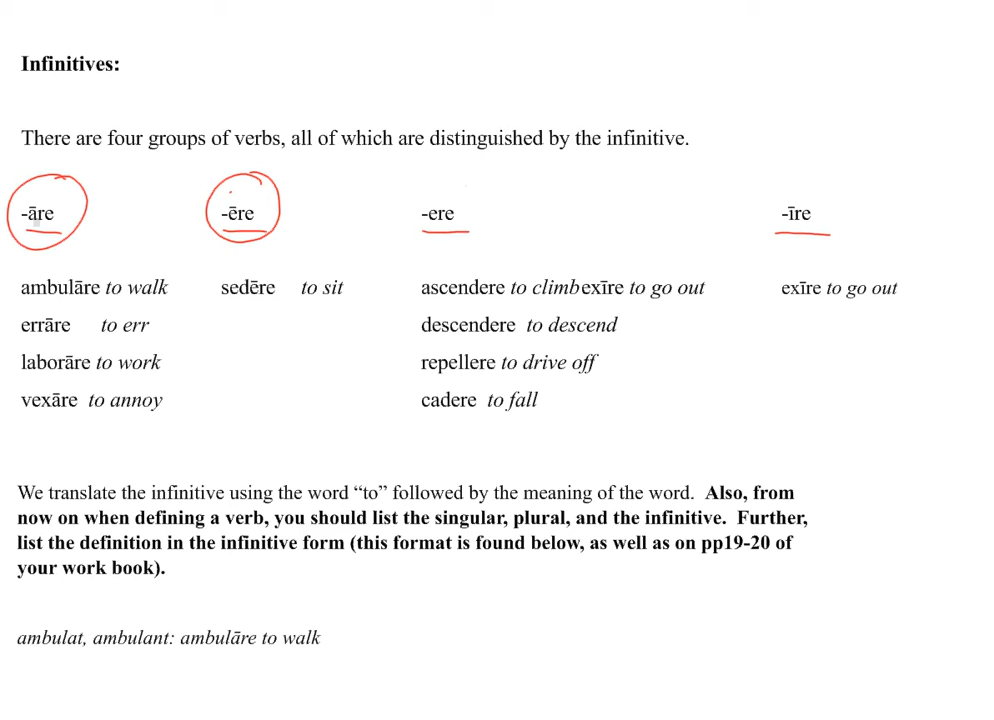 Infinitives:
There are four groups of verbs, all of which are distinguished by the infinitive.
-āre -ēre -ere -īre
ambulāre to walk sedēre to sit ascendere to climbexīre to go out exīre to go out
errāre to err descendere to descend
laborāre to work repellere to drive off
vexāre to annoy cadere to fall
We translate the infinitive using the word “to” followed by the meaning of the word. Also, from
now on when defining a verb, you should list the singular, plural, and the infinitive. Further,
list the definition in the infinitive form (this format is found below, as well as on pp19-20 of
your work book).
ambulat, ambulant: ambulāre to walk